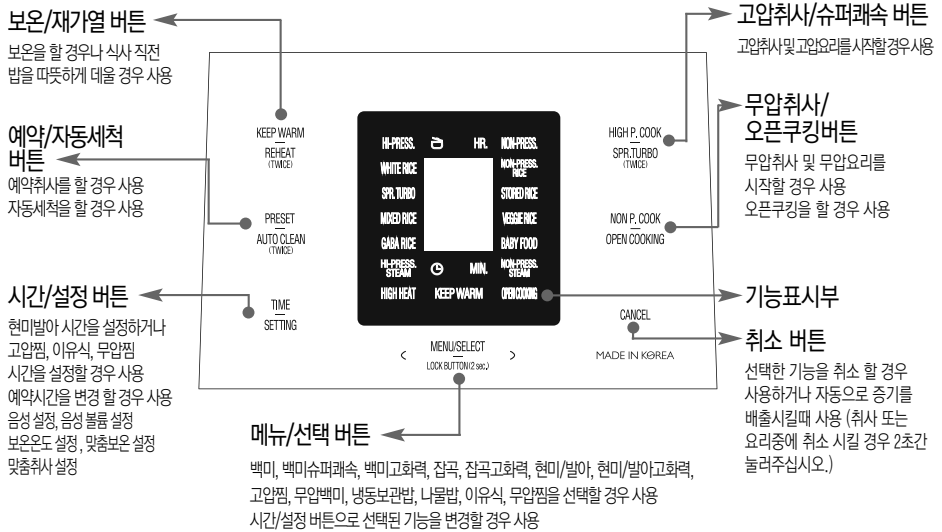 보온/재가열 버튼
보온을 할 경우나 식사 직전
밥을 따뜻하게 데울 경우 사용
예약/자동세척
버튼
예약취사를 할 경우 사용
자동세척을 할 경우 사용
시간/설정 버튼
현미발아 시간을 설정하거나
고압찜, 이유식, 무압찜
시간을 설정할 경우 사용
예약시간을 변경 할 경우 사용
음성 설정, 음성 볼륨 설정
보온온도 설정, 맞춤보온 설정
맞춤취사 설정
KEEP WARM
REHEAT
(TWICE)
PRESET
AUTO CLEAN
(TWICE)
TIME
SETTING
HI-PRESS.
HR.
NON-PRESS.
WHITE RICE
NON-PRESS.
RICE
SPR. TURBO
STORED RICE
MIXED RICE
VEGGIE RICE
GABA RICE
BABY FOOD
HI-PRESS.
STEAM
MIN.
NON-PRESS.
STEAM
HIGH HEAT
KEEP WARM
OPEN COOKING
< MENU/SELECT >
LOCK BUTTON (2 sec.)
HIGH P. COOK
SPR.TURBO
(TWICE)
NON P. COOK
OPEN COOKING
CANCEL
MADE IN KOREA
고압취사/슈퍼쾌속 버튼
고압취사 및 고압요리를 시작할 경우 사용
무압취사/
오픈쿠킹버튼
무압취사 및 무압요리를
시작할 경우 사용
오픈쿠킹을 할 경우 사용
기능표시부
취소 버튼
선택한 기능을 취소 할 경우
사용하거나 자동으로 증기를
배출시킬때 사용 (취사 또는
요리중에 취소 시킬 경우 2초간
눌러주십시오.)
메뉴/선택 버튼
백미, 백미슈퍼쾌속, 백미고화력, 잡곡, 잡곡고화력, 현미/발아, 현미/발아고화력,
고압찜, 무압백미, 냉동보관밥, 나물밥, 이유식, 무압찜을 선택할 경우 사용
시간/설정 버튼으로 선택된 기능을 변경할 경우 사용